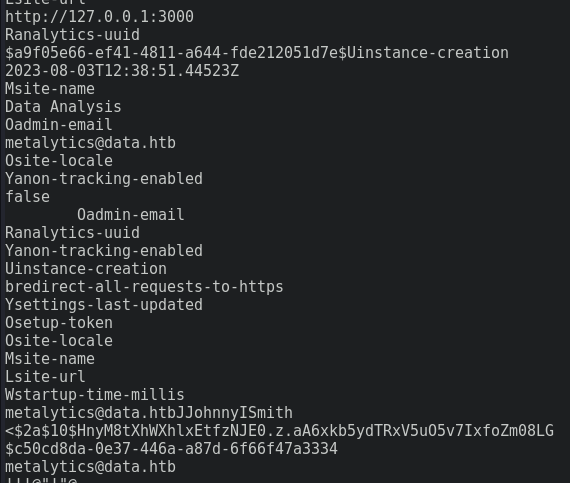 Lsite-url
http://127.0.0.1:3000
Ranalytics-uuid
$a9f05e66-ef41-4811-a644-fde212051d7e$Uinstance-creation
2023-08-03T12:38:51.44523Z
Msite-name
Data Analysis
Oadmin-email
metalytics@data.htb
Osite-locale
Yanon-tracking-enabled
false
Oadmin-email
Ranalytics-uuid
Yanon-tracking-enabled
Uinstance-creation
bredirect-all-requests-to-https
Ysettings-last-updated
Osetup-token
Osite-locale
Msite-name
Lsite-url
Wstartup-time-millis
metalytics@data.htbJJohnnyISmith
<$2a$10$HnyM8tXhWXhlxEtfzNJE0.z.aA6xkb5ydTRxV5uO5v7IxfoZm08LG
$c50cd8da-0e37-446a-a87d-6f66f47a3334
metalytics@data.htb